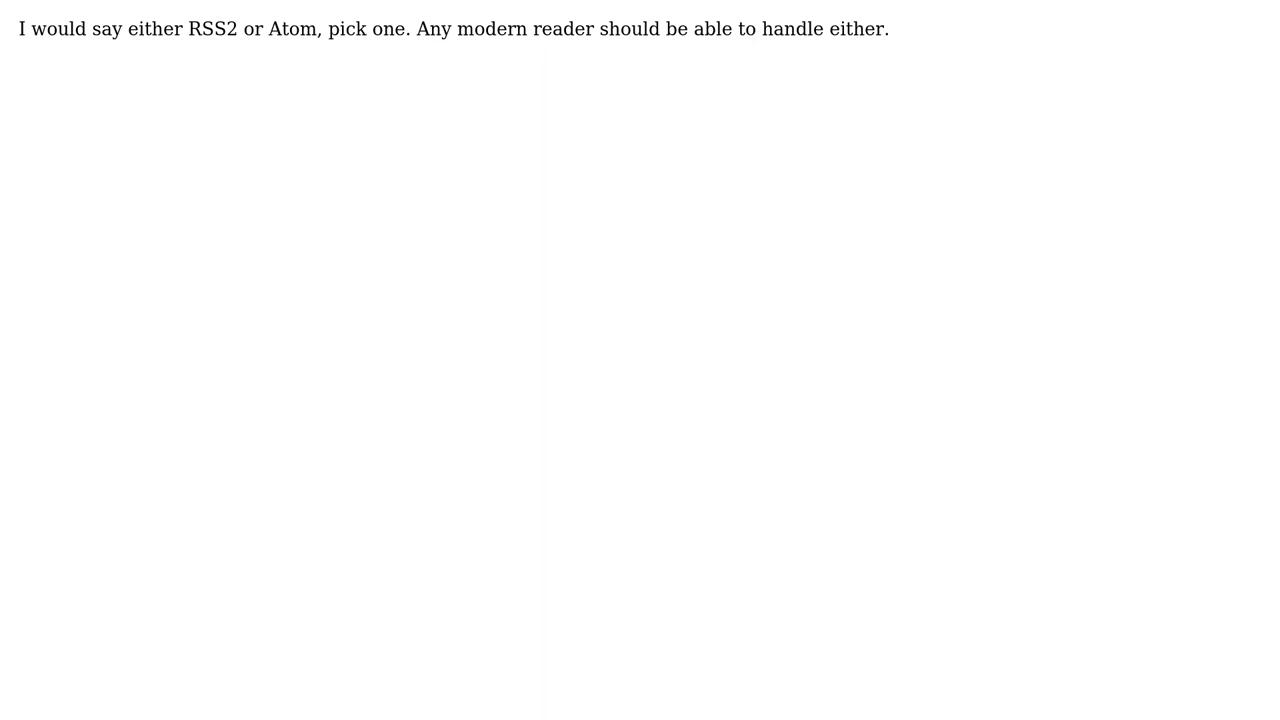 I would say either RSS2 or Atom, pick one. Any modern reader should be able to handle either.